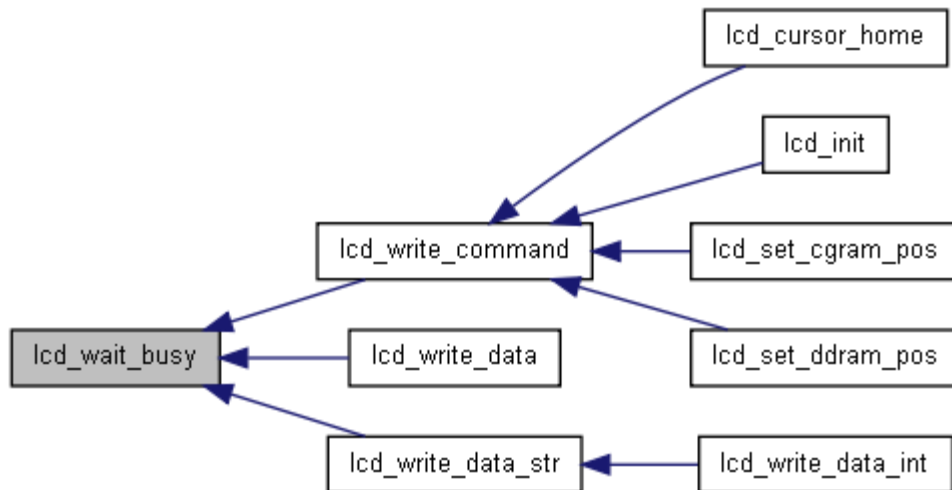 lcd_cursor_home
lcd_init
lcd_write_command
lcd_set_cgram_pos
lcd_wait_busy
lcd_write_data
lcd_set_ddram_pos
lcd_write_data_str
lcd_write_data_int